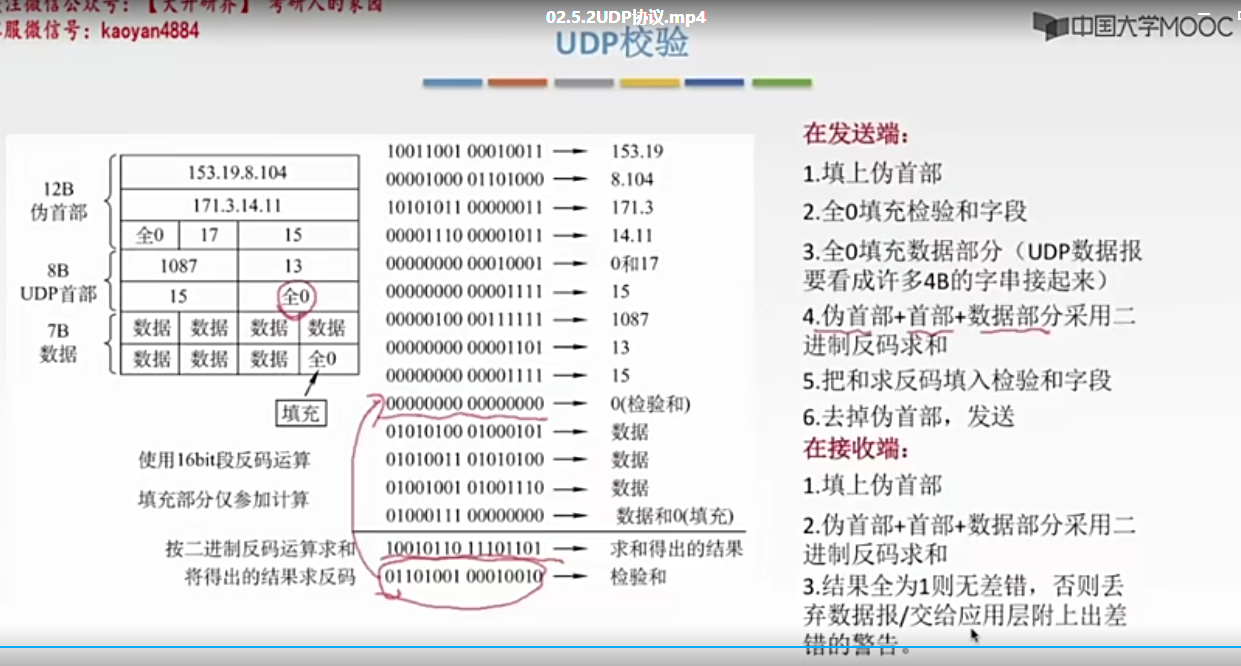 注微信公众号：【大开研养】 考研人的家园
服微信号：kaoyan4884
02.5.2UDP协议.mp4
中国大学MOOC
UDP校验
12B
伪首部
8B
UDP首部
7B
数据
153.19.8.104
171.3.14.11
全0 17 15
1087 13
15 全0
数据 数据 数据 数据
数据 数据 数据 全0
填充
使用16bit段反码运算
填充部分仅参加计算
10011001 00010011 → 153.19
00001000 01101000 → 8.104
10101011 00000011 → 171.3
00001110 00001011 → 14.11
00000000 00010001 → 0和17
00000000 00001111 → 15
00000100 00111111 → 1087
00000000 00001101 → 13
00000000 00001111 → 15
00000000 00000000 → 0(检验和)
01010100 01000101 → 数据
01010011 01010100 → 数据
01001001 01001110 → 数据
01000111 00000000 → 数据和0(填充)
按二进制反码运算求和 10010110 11101101 → 求和得出的结果
将得出的结果求反码 01101001 00010010 → 检验和
在发送端：
1.填上伪首部
2.全0填充检验和字段
3.全0填充数据部分（UDP数据报
要看成许多4B的字串接起来）
4.伪首部+首部+数据部分采用二
进制反码求和
5.把和求反码填入检验和字段
6.去掉伪首部，发送
在接收端：
1.填上伪首部
2.伪首部+首部+数据部分采用二
进制反码求和
3.结果全为1则无差错，否则丢
弃数据报/交给应用层附上出差
错的警告。